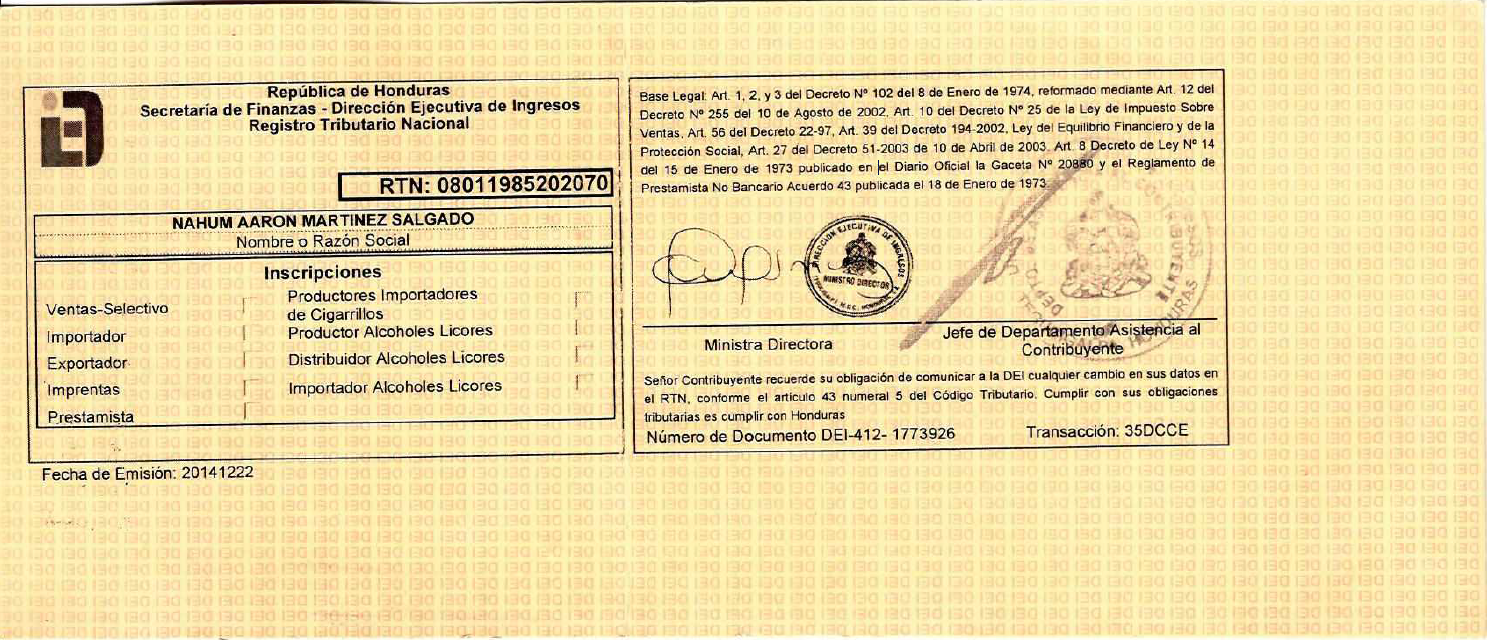 República de Honduras
Secretaría de Finanzas - Dirección Ejecutiva de Ingresos
Registro Tributario Nacional
RTN: 08011985202070
NAHUM AARON MARTINEZ SALGADO
Nombre o Razón Social
Inscripciones
Ventas-Selectivo
Importador
Exportador
Imprentas
Prestamista
Productores Importadores
de Cigarrillos
Productor Alcoholes Licores
Distribuidor Alcoholes Licores
Importador Alcoholes Licores
Fecha de Emisión: 20141222
Base Legal: Art. 1, 2, y 3 del Decreto Nº 102 del 8 de Enero de 1974, reformado mediante Art. 12 del
Decreto Nº 255 del 10 de Agosto de 2002, Art. 10 del Decreto Nº 25 de la Ley de Impuesto Sobre
Ventas, Art. 56 del Decreto 22-97, Art. 39 del Decreto 194-2002, Ley del Equilibrio Financiero y de la
Protección Social, Art. 27 del Decreto 51-2003 de 10 de Abril de 2003. Art. 8 Decreto de Ley Nº 14
del 15 de Enero de 1973 publicado en el Diario Oficial la Gaceta Nº 20880 y el Reglamento de
Prestamista No Bancario Acuerdo 43 publicada el 18 de Enero de 1973
DIRECCION EJECUTIVA DE INGRESOS
MINISTRO DIRECTOR
Ministra Directora
Jefe de Departamento Asistencia al
Contribuyente
Señor Contribuyente recuerde su obligación de comunicar a la DEI cualquier cambio en sus datos en
el RTN, conforme el articulo 43 numeral 5 del Código Tributario. Cumplir con sus obligaciones
tributarias es cumplir con Honduras
Número de Documento DEI-412- 1773926
Transacción: 35DCCE